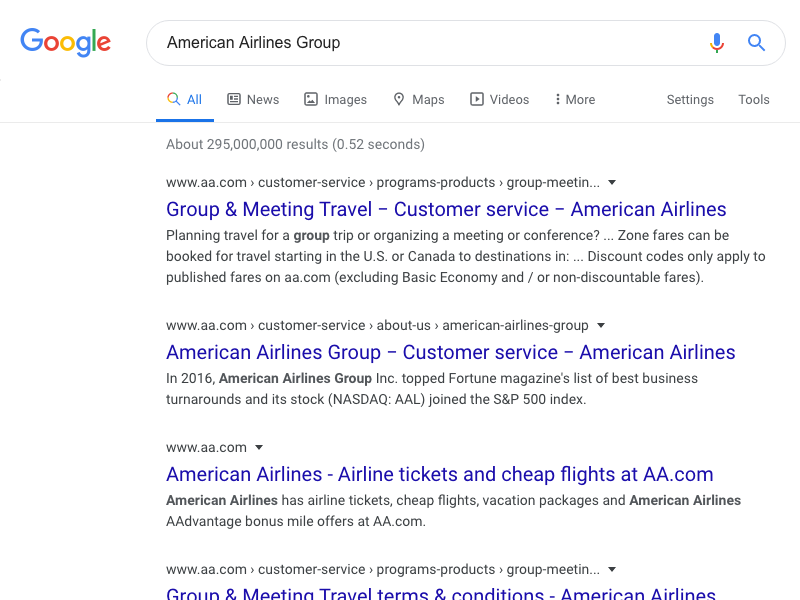 Google
American Airlines Group
All News Images Maps Videos More Settings Tools
About 295,000,000 results (0.52 seconds)
www.aa.com › customer-service › programs-products › group-meetin...
Group & Meeting Travel − Customer service − American Airlines
Planning travel for a group trip or organizing a meeting or conference? ... Zone fares can be
booked for travel starting in the U.S. or Canada to destinations in: ... Discount codes only apply to
published fares on aa.com (excluding Basic Economy and / or non-discountable fares).
www.aa.com › customer-service › about-us › american-airlines-group
American Airlines Group − Customer service − American Airlines
In 2016, American Airlines Group Inc. topped Fortune magazine's list of best business
turnarounds and its stock (NASDAQ: AAL) joined the S&P 500 index.
www.aa.com
American Airlines - Airline tickets and cheap flights at AA.com
American Airlines has airline tickets, cheap flights, vacation packages and American Airlines
AAdvantage bonus mile offers at AA.com.
www.aa.com › customer-service › programs-products › group-meetin...
Group & Meeting Travel terms & conditions - American Airlines